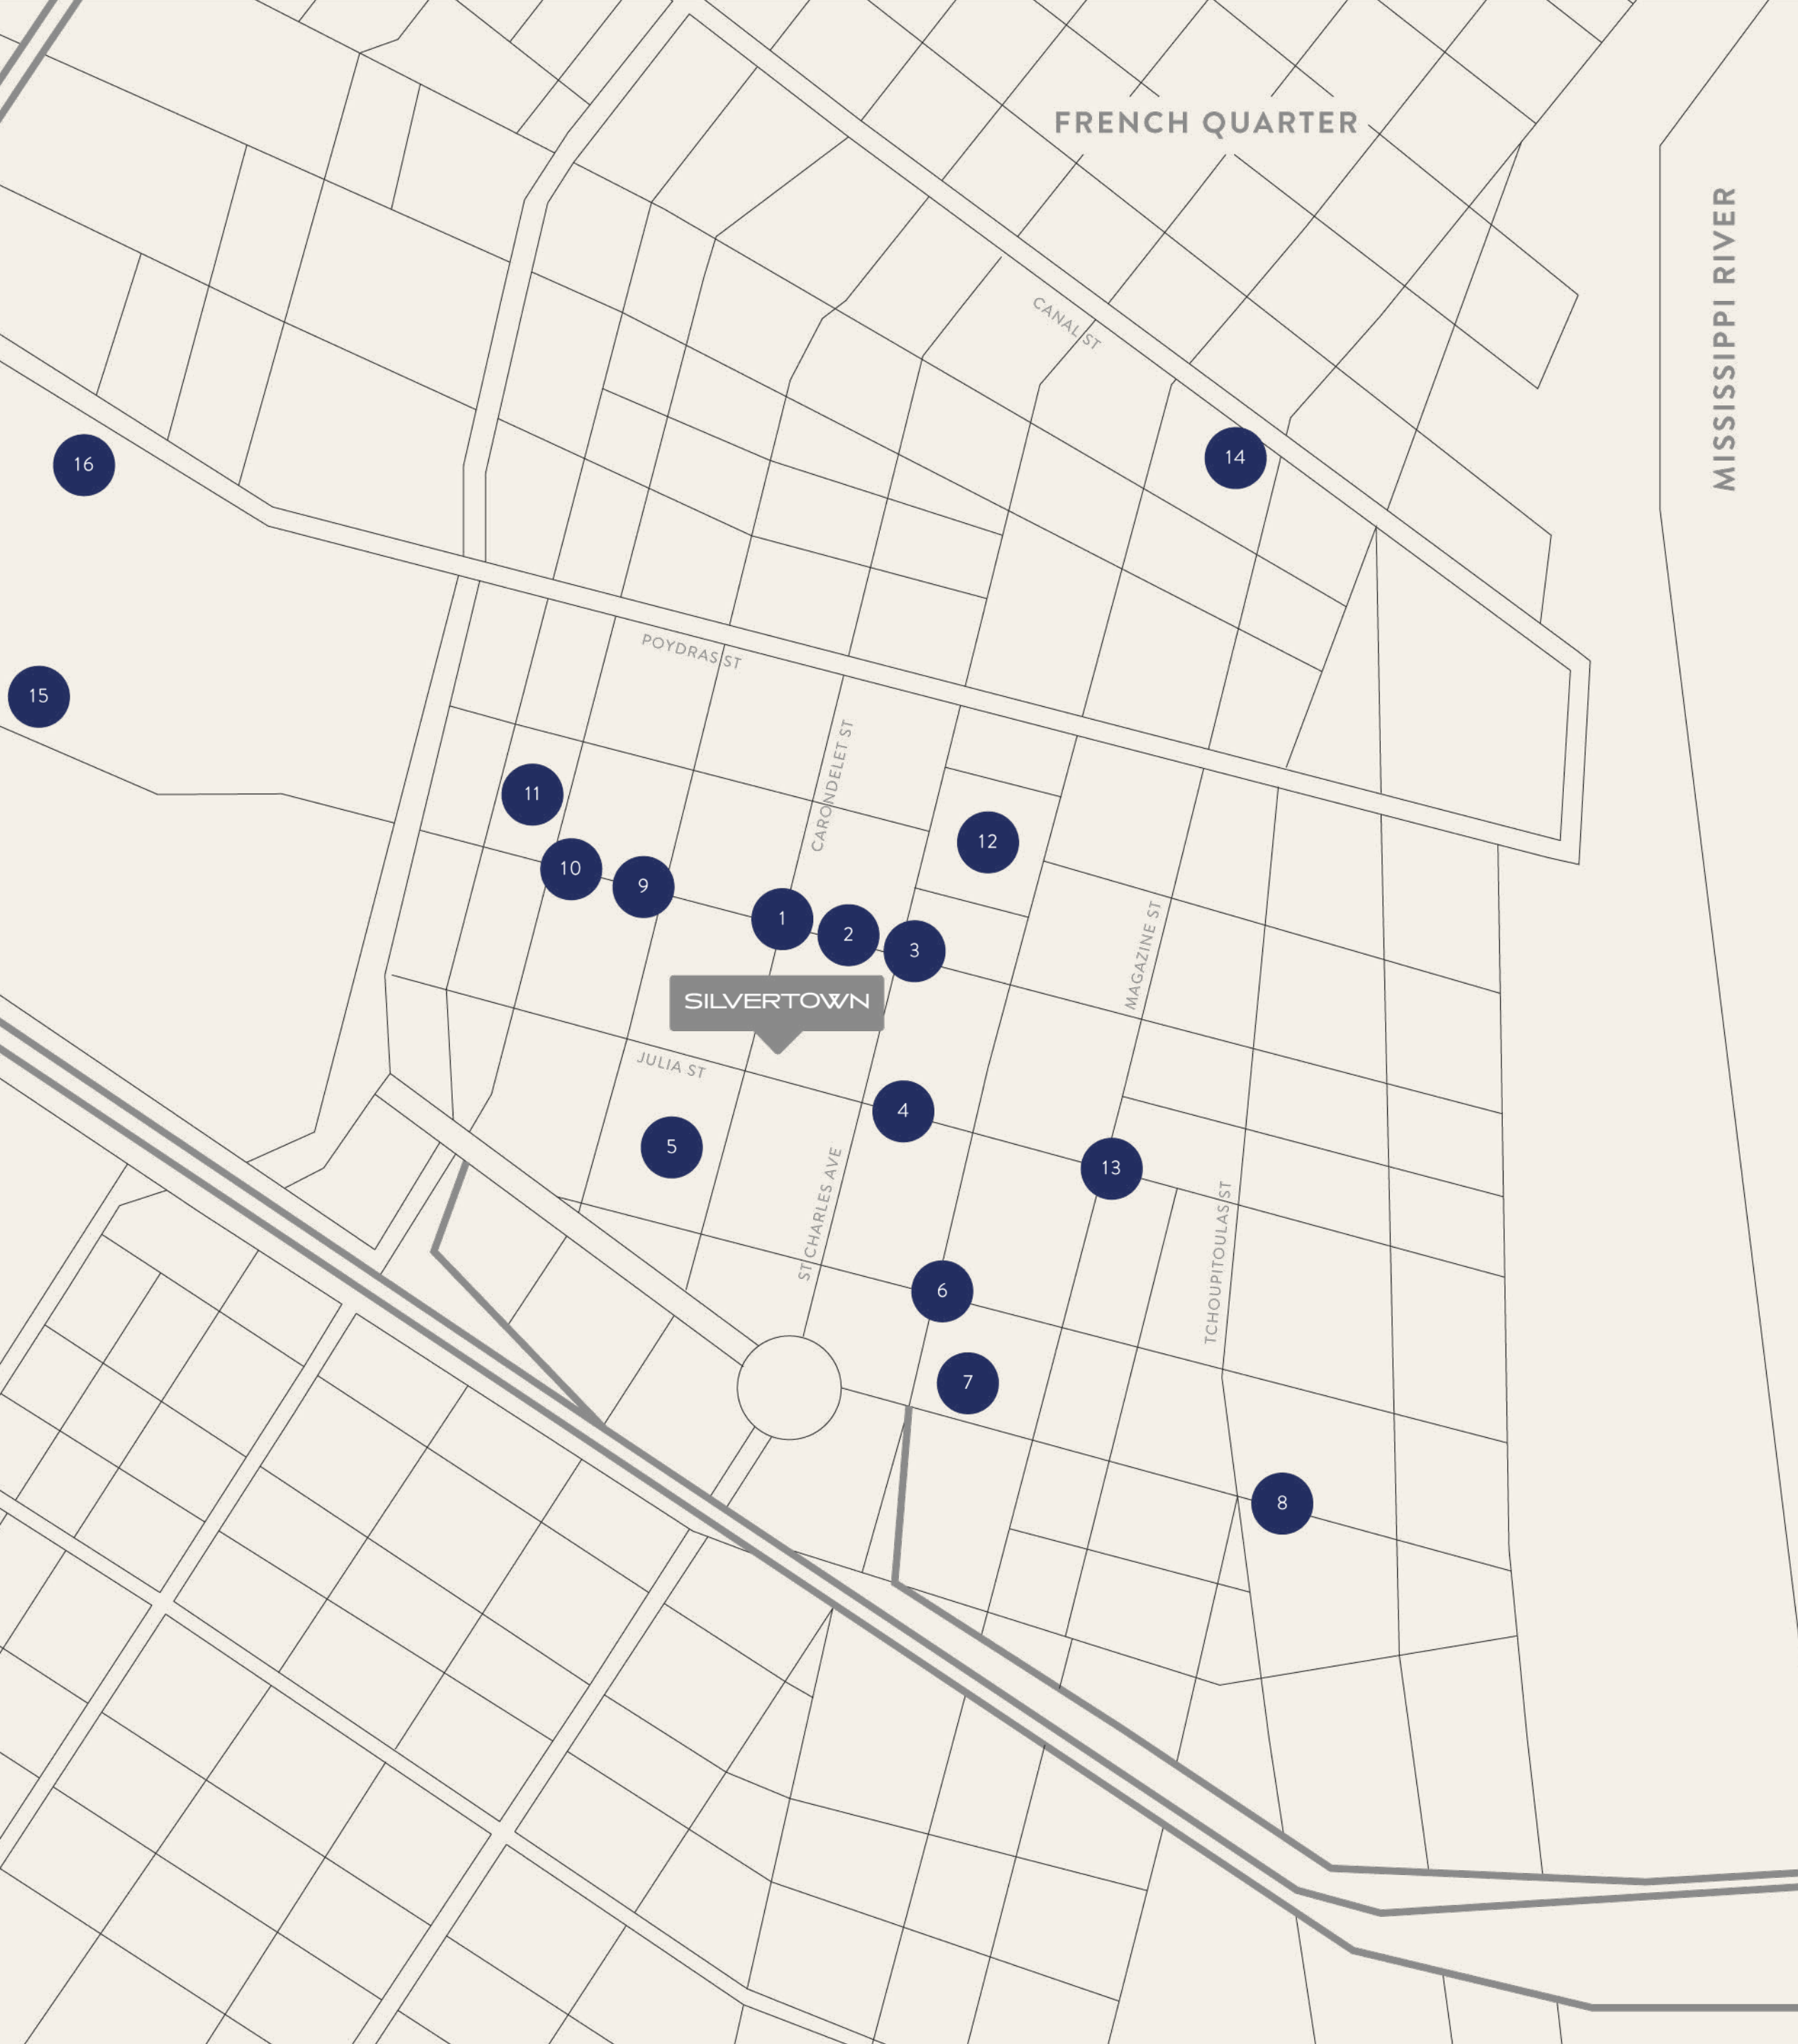 FRENCH QUARTER
MISSISSIPPI RIVER
CANAL ST
14
16
POYDRAS ST
15
CARONDELET ST
11
12
10
9
1
2
3
MAGAZINE ST
SILVERTOWN
JULIA ST
4
5
13
ST CHARLES AVE
TCHOUPITOULAS ST
6
7
8